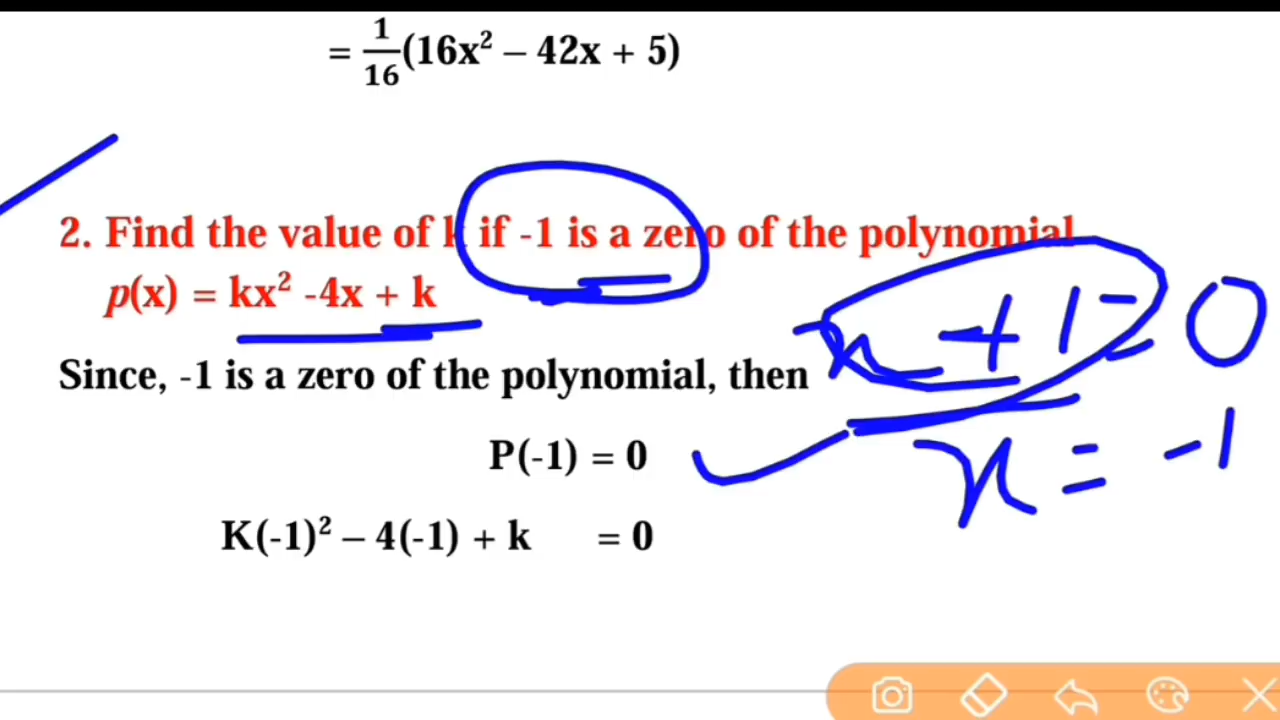 = 1/16(16x² – 42x + 5)
2. Find the value of k if -1 is a zero of the polynomial
p(x) = kx² -4x + k
x + 1 = 0
Since, -1 is a zero of the polynomial, then
x = -1
P(-1) = 0
K(-1)² – 4(-1) + k = 0